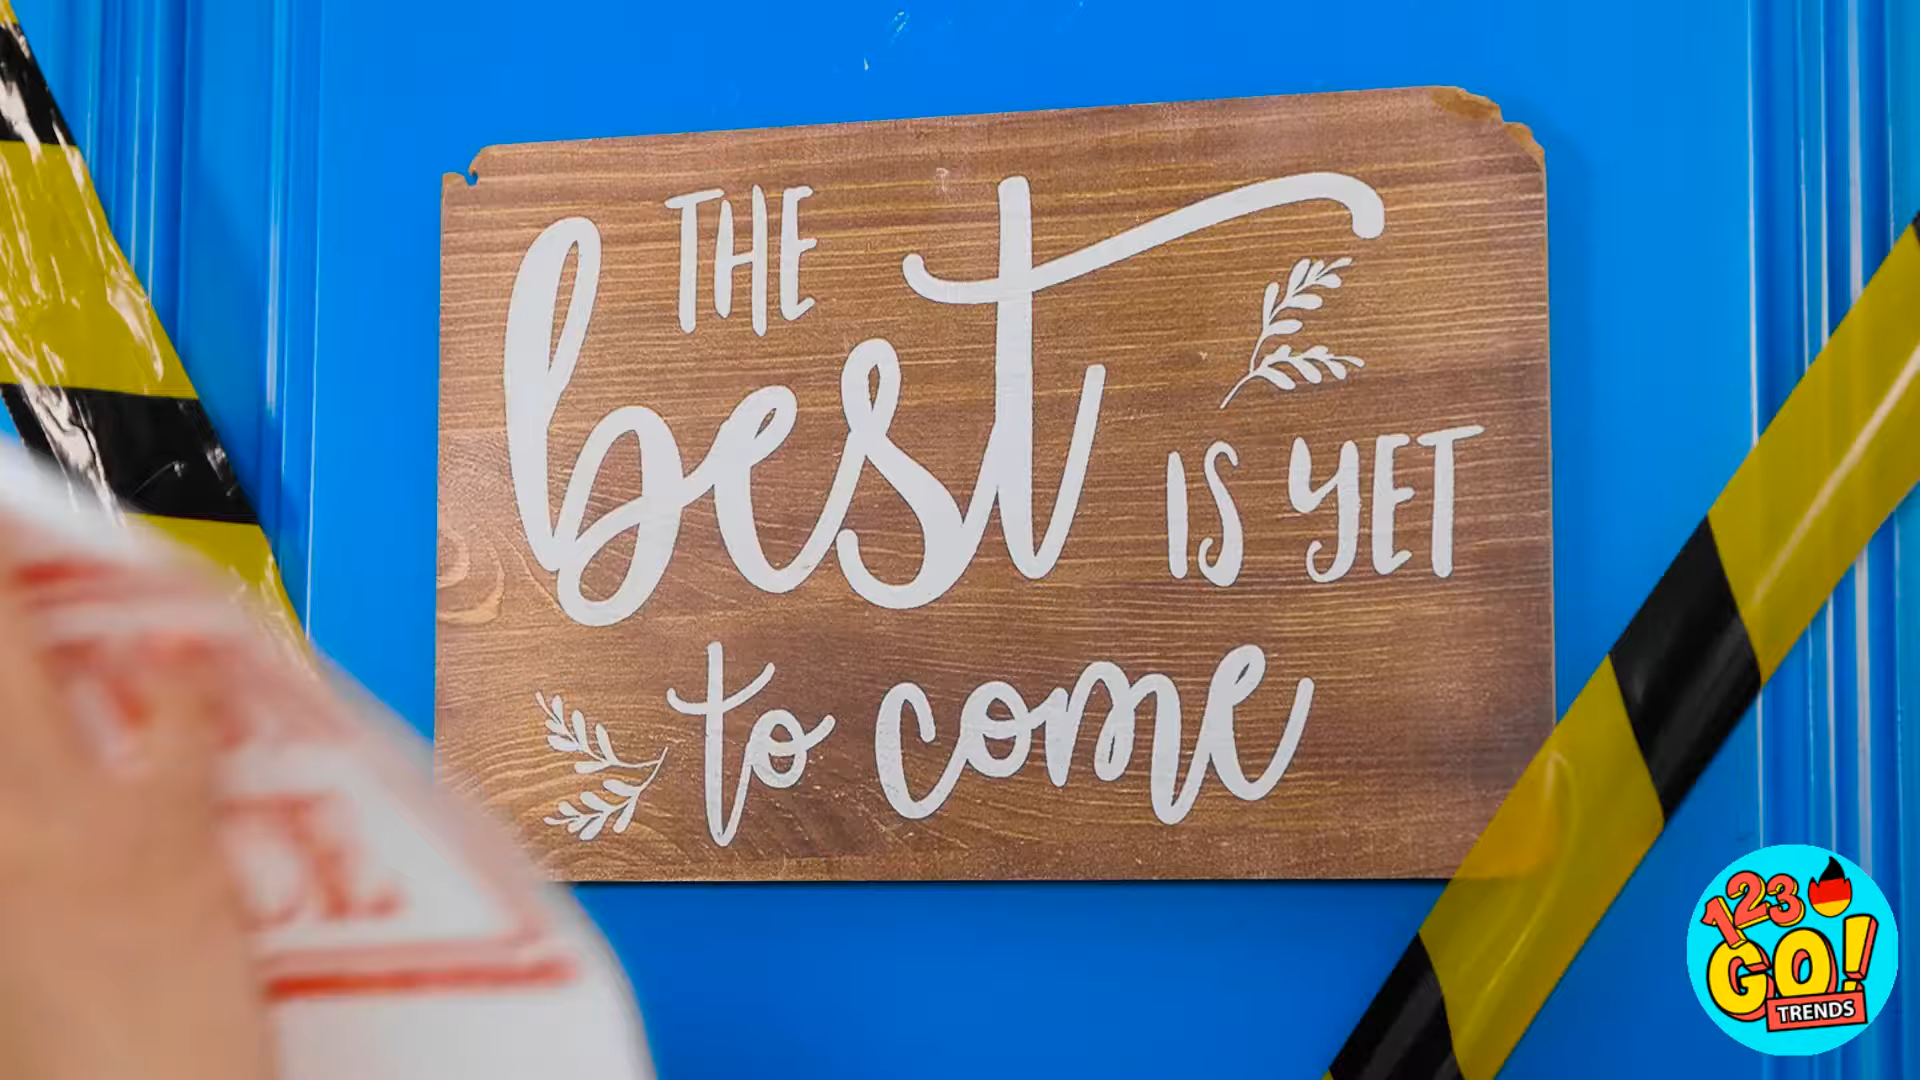 THE
best
IS YET
to come
123
GO!
TRENDS